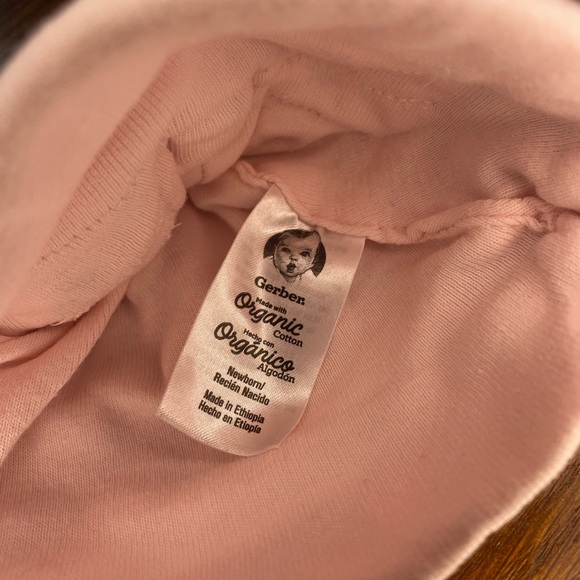 Gerber.
Made with
Organic
Cotton
Hecho con
Orgánico
Algodón
Newborn/
Recién Nacido
Made in Ethiopia
Hecho en Etiopía